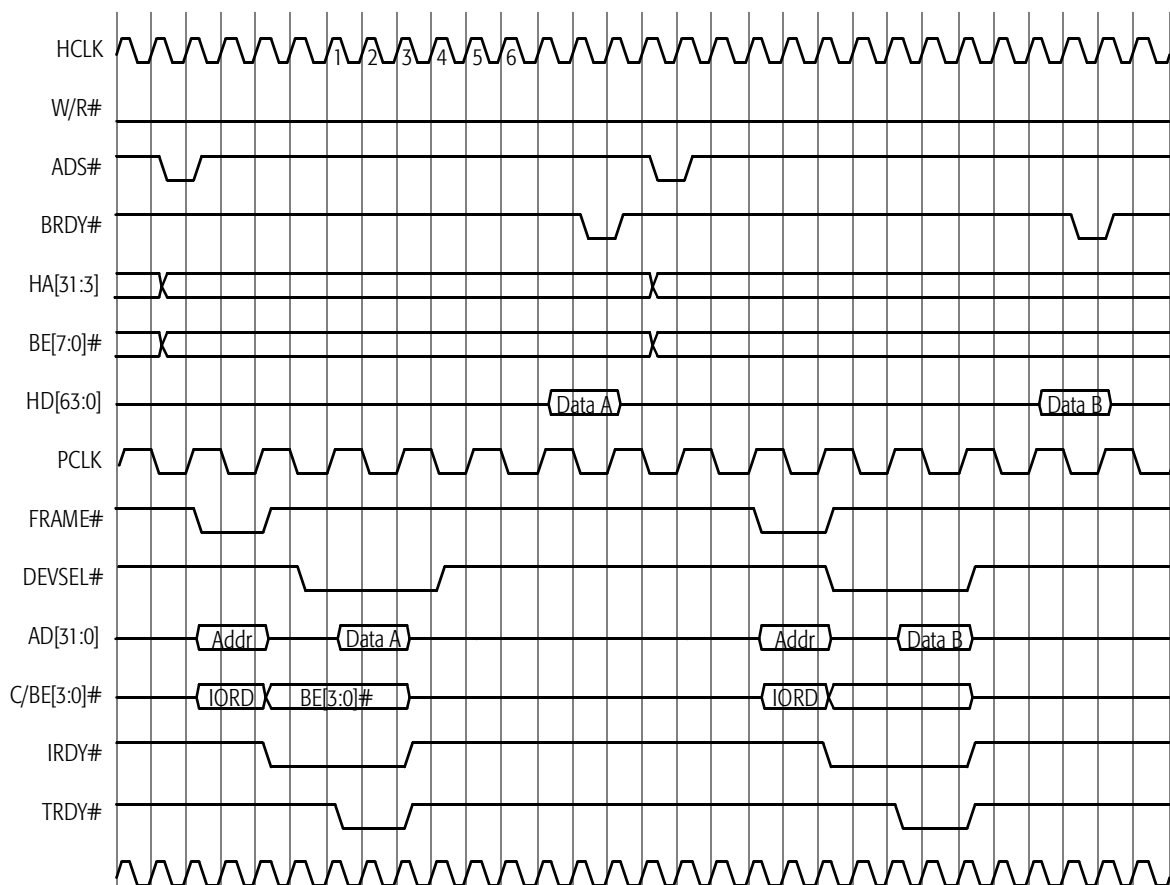 HCLK 1 2 3 4 5 6
W/R#
ADS#
BRDY#
HA[31:3]
BE[7:0]#
HD[63:0] Data A Data B
PCLK
FRAME#
DEVSEL#
AD[31:0] Addr Data A Addr Data B
C/BE[3:0]# IORD BE[3:0]# IORD
IRDY#
TRDY#